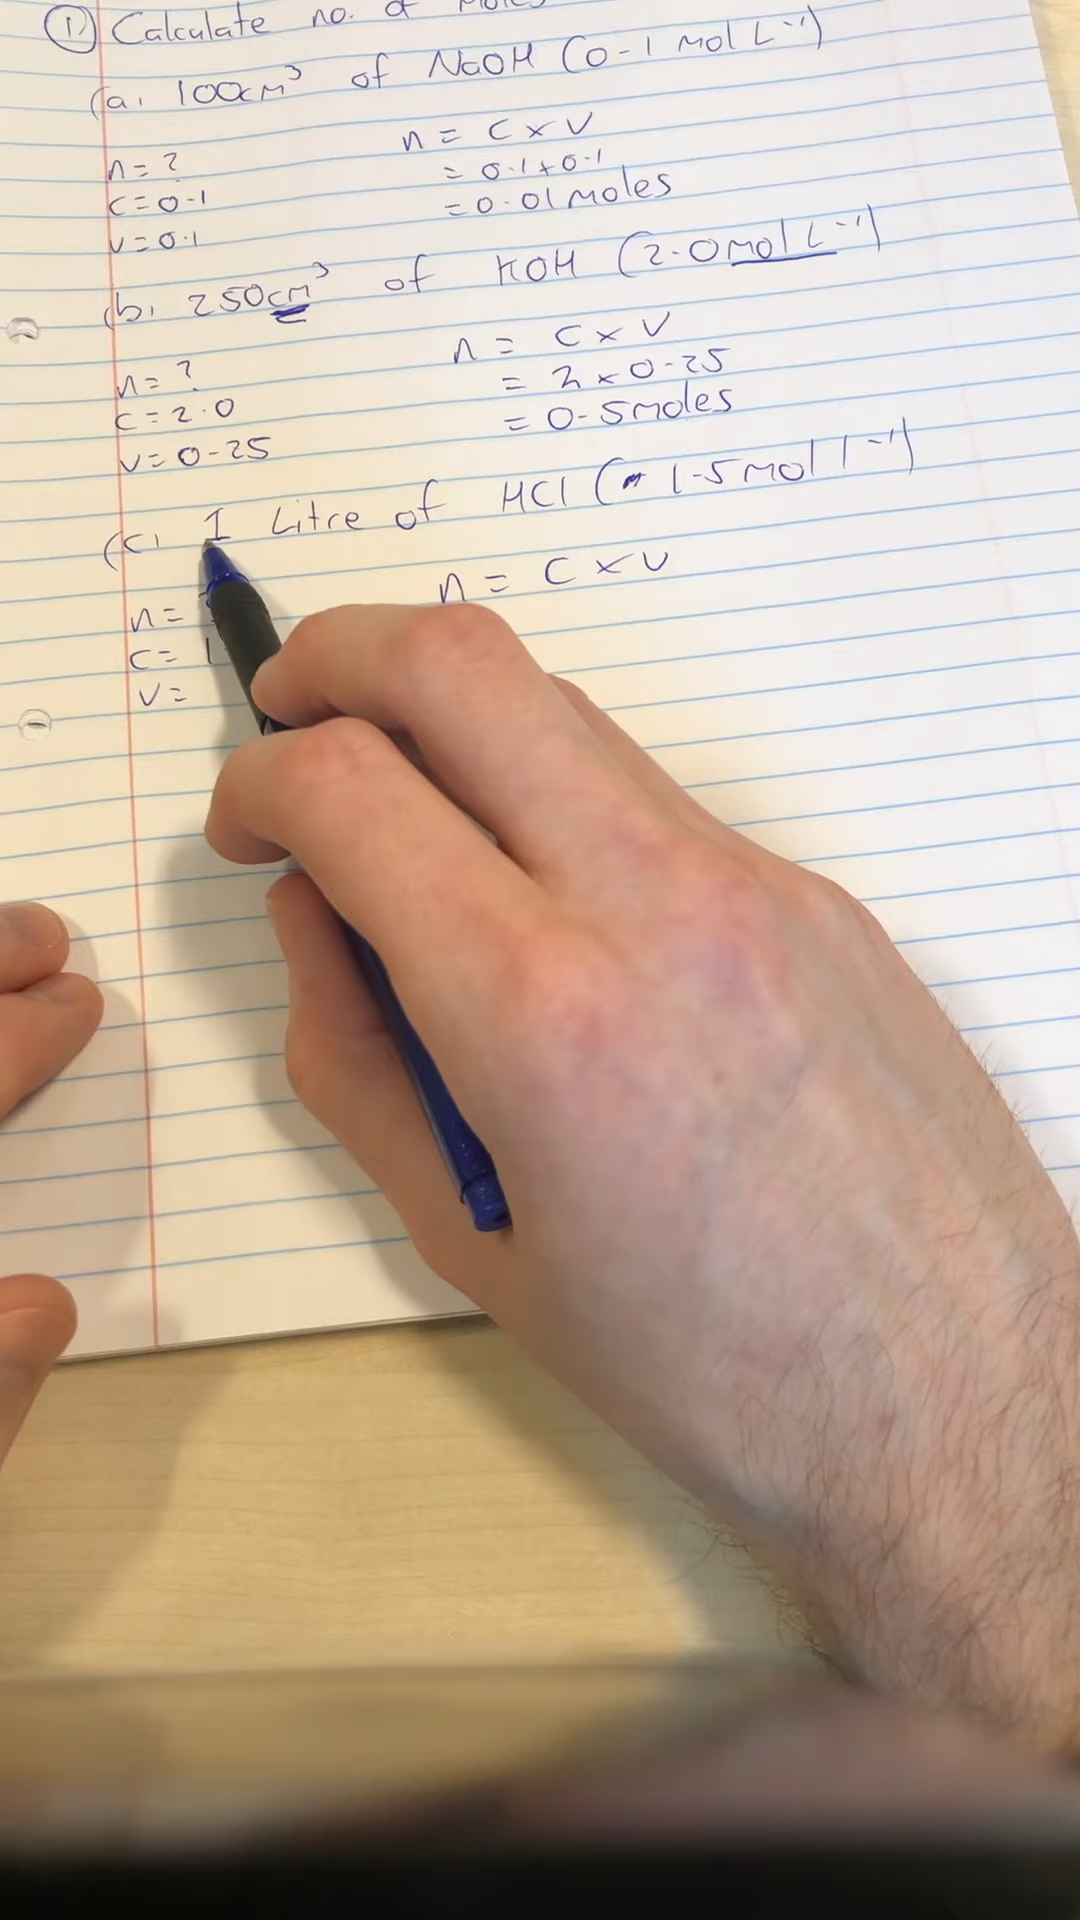 ① Calculate no. of moles
(a. 100cm³ of NaOH (0-1 mol L⁻¹)
n = ?
c = 0-1
v = 0.1
n = c x v
= 0.1 x 0.1
= 0.01 moles
(b. 250cm³ of KOH (2.0 mol L⁻¹)
n = ?
c = 2.0
v = 0-25
n = c x v
= 2 x 0-25
= 0-5 moles
(c. 1 Litre of HCl (1-5 mol l⁻¹)
n =
c = 1
v =
n = c x v